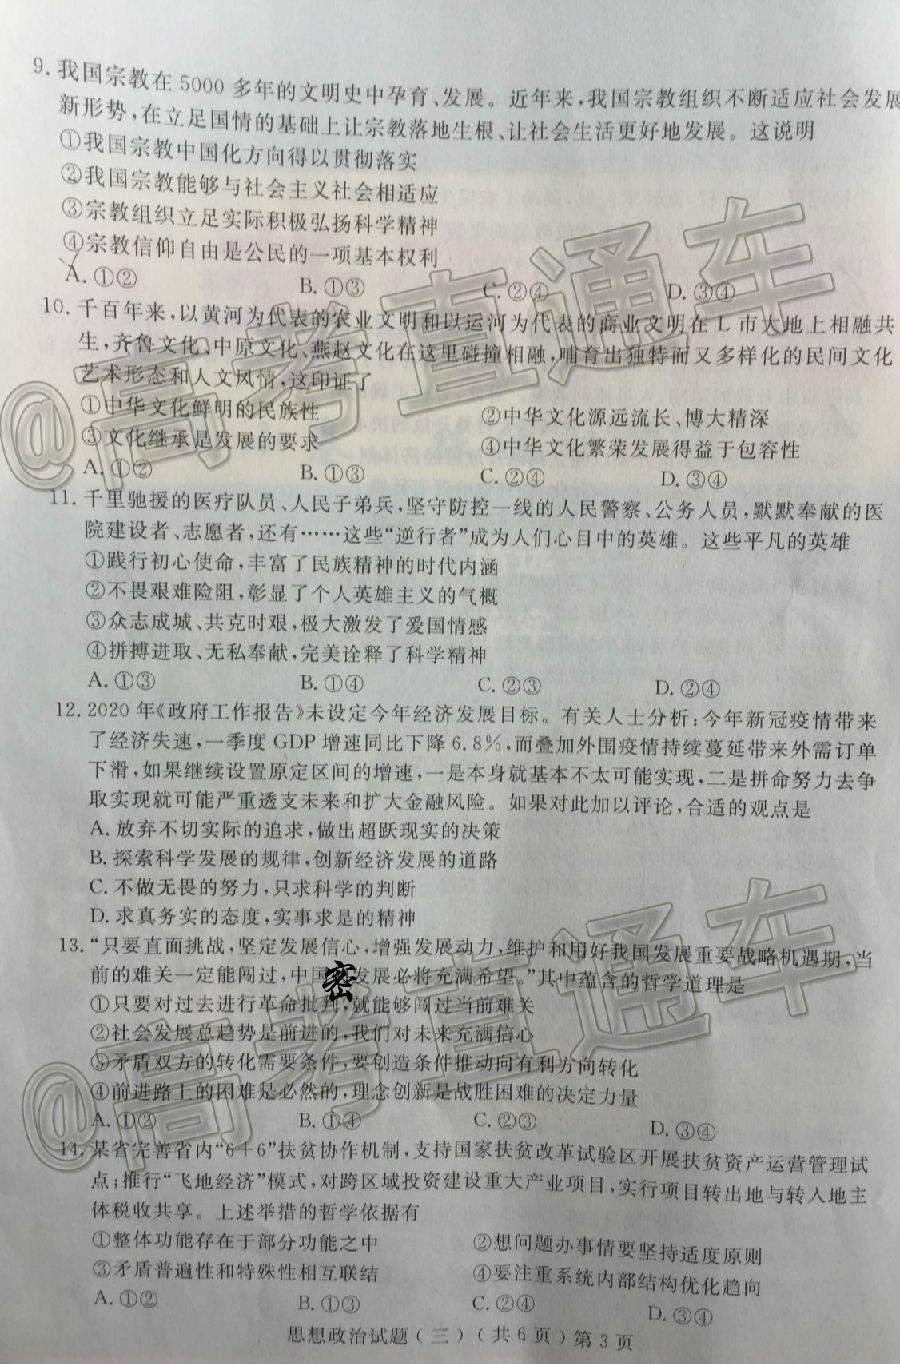 9. 我国宗教在 5000 多年的文明史中孕育、发展。近年来,我国宗教组织不断适应社会发展
新形势,在立足国情的基础上让宗教落地生根、让社会生活更好地发展。这说明
①我国宗教中国化方向得以贯彻落实
②我国宗教能够与社会主义社会相适应
③宗教组织立足实际积极弘扬科学精神
④宗教信仰自由是公民的一项基本权利
A. ①② B. ①③ C. ②④ D. ③④
10. 千百年来,以黄河为代表的农业文明和以运河为代表的商业文明在 L 市大地上相融共
生,齐鲁文化、中原文化、燕赵文化在这里碰撞相融,哺育出独特而又多样化的民间文化
艺术形态和人文风情,这印证了
①中华文化鲜明的民族性 ②中华文化源远流长、博大精深
③文化继承是发展的要求 ④中华文化繁荣发展得益于包容性
A. ①② B. ①③ C. ②④ D. ③④
11. 千里驰援的医疗队员、人民子弟兵,坚守防控一线的人民警察、公务人员,默默奉献的医
院建设者、志愿者,还有……这些“逆行者”成为人们心目中的英雄。这些平凡的英雄
①践行初心使命,丰富了民族精神的时代内涵
②不畏艰难险阻,彰显了个人英雄主义的气概
③众志成城、共克时艰,极大激发了爱国情感
④拼搏进取、无私奉献,完美诠释了科学精神
A. ①③ B. ①④ C. ②③ D. ②④
12. 2020 年《政府工作报告》未设定今年经济发展目标。有关人士分析:今年新冠疫情带来
了经济失速,一季度 GDP 增速同比下降 6.8%,而叠加外围疫情持续蔓延带来外需订单
下滑,如果继续设置原定区间的增速,一是本身就基本不太可能实现,二是拼命努力去争
取实现就可能严重透支未来和扩大金融风险。如果对此加以评论,合适的观点是
A. 放弃不切实际的追求,做出超跃现实的决策
B. 探索科学发展的规律,创新经济发展的道路
C. 不做无畏的努力,只求科学的判断
D. 求真务实的态度,实事求是的精神
13. “只要直面挑战,坚定发展信心,增强发展动力,维护和用好我国发展重要战略机遇期,当
前的难关一定能闯过,中国密发展必将充满希望。”其中蕴含的哲学道理是
①只要对过去进行革命批判,就能够闯过当前难关
②社会发展总趋势是前进的,我们对未来充满信心
③矛盾双方的转化需要条件,要创造条件推动向有利方向转化
④前进路上的困难是必然的,理念创新是战胜困难的决定力量
A. ①② B. ①④ C. ②③ D. ③④
14. 某省完善省内“6+6”扶贫协作机制,支持国家扶贫改革试验区开展扶贫资产运营管理试
点;推行“飞地经济”模式,对跨区域投资建设重大产业项目,实行项目转出地与转入地主
体税收共享。上述举措的哲学依据有
①整体功能存在于部分功能之中 ②想问题办事情要坚持适度原则
③矛盾普遍性和特殊性相互联结 ④要注重系统内部结构优化趋向
A. ①② B. ①③ C. ②④ D. ③④
思想政治试题(三)(共 6 页)第 3 页
@高考直通车
@高考直通车